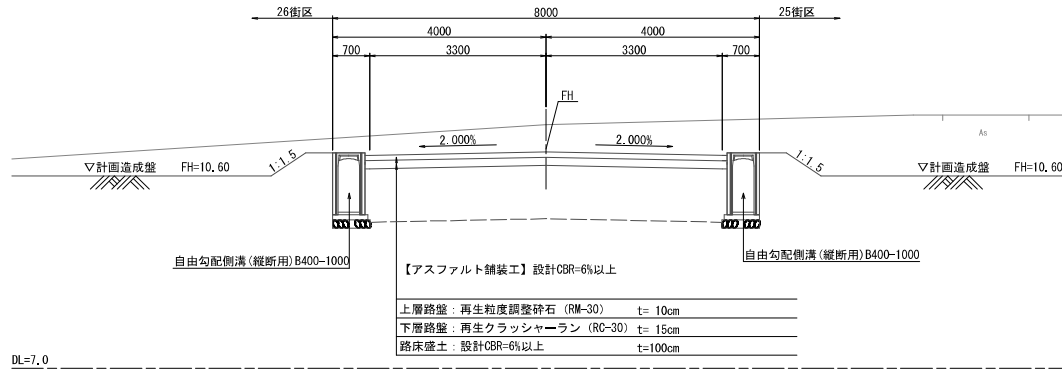 26街区 8000 25街区
4000 4000
700 3300 3300 700
FH
As
2.000% 2.000%
1:1.5 1:1.5
▽計画造成盤 FH=10.60 ▽計画造成盤 FH=10.60
自由勾配側溝(縦断用)B400-1000 自由勾配側溝(縦断用)B400-1000
【アスファルト舗装工】設計CBR=6%以上
上層路盤：再生粒度調整砕石 (RM-30) t= 10cm
下層路盤：再生クラッシャーラン (RC-30) t= 15cm
路床盛土：設計CBR=6%以上 t=100cm
DL=7.0